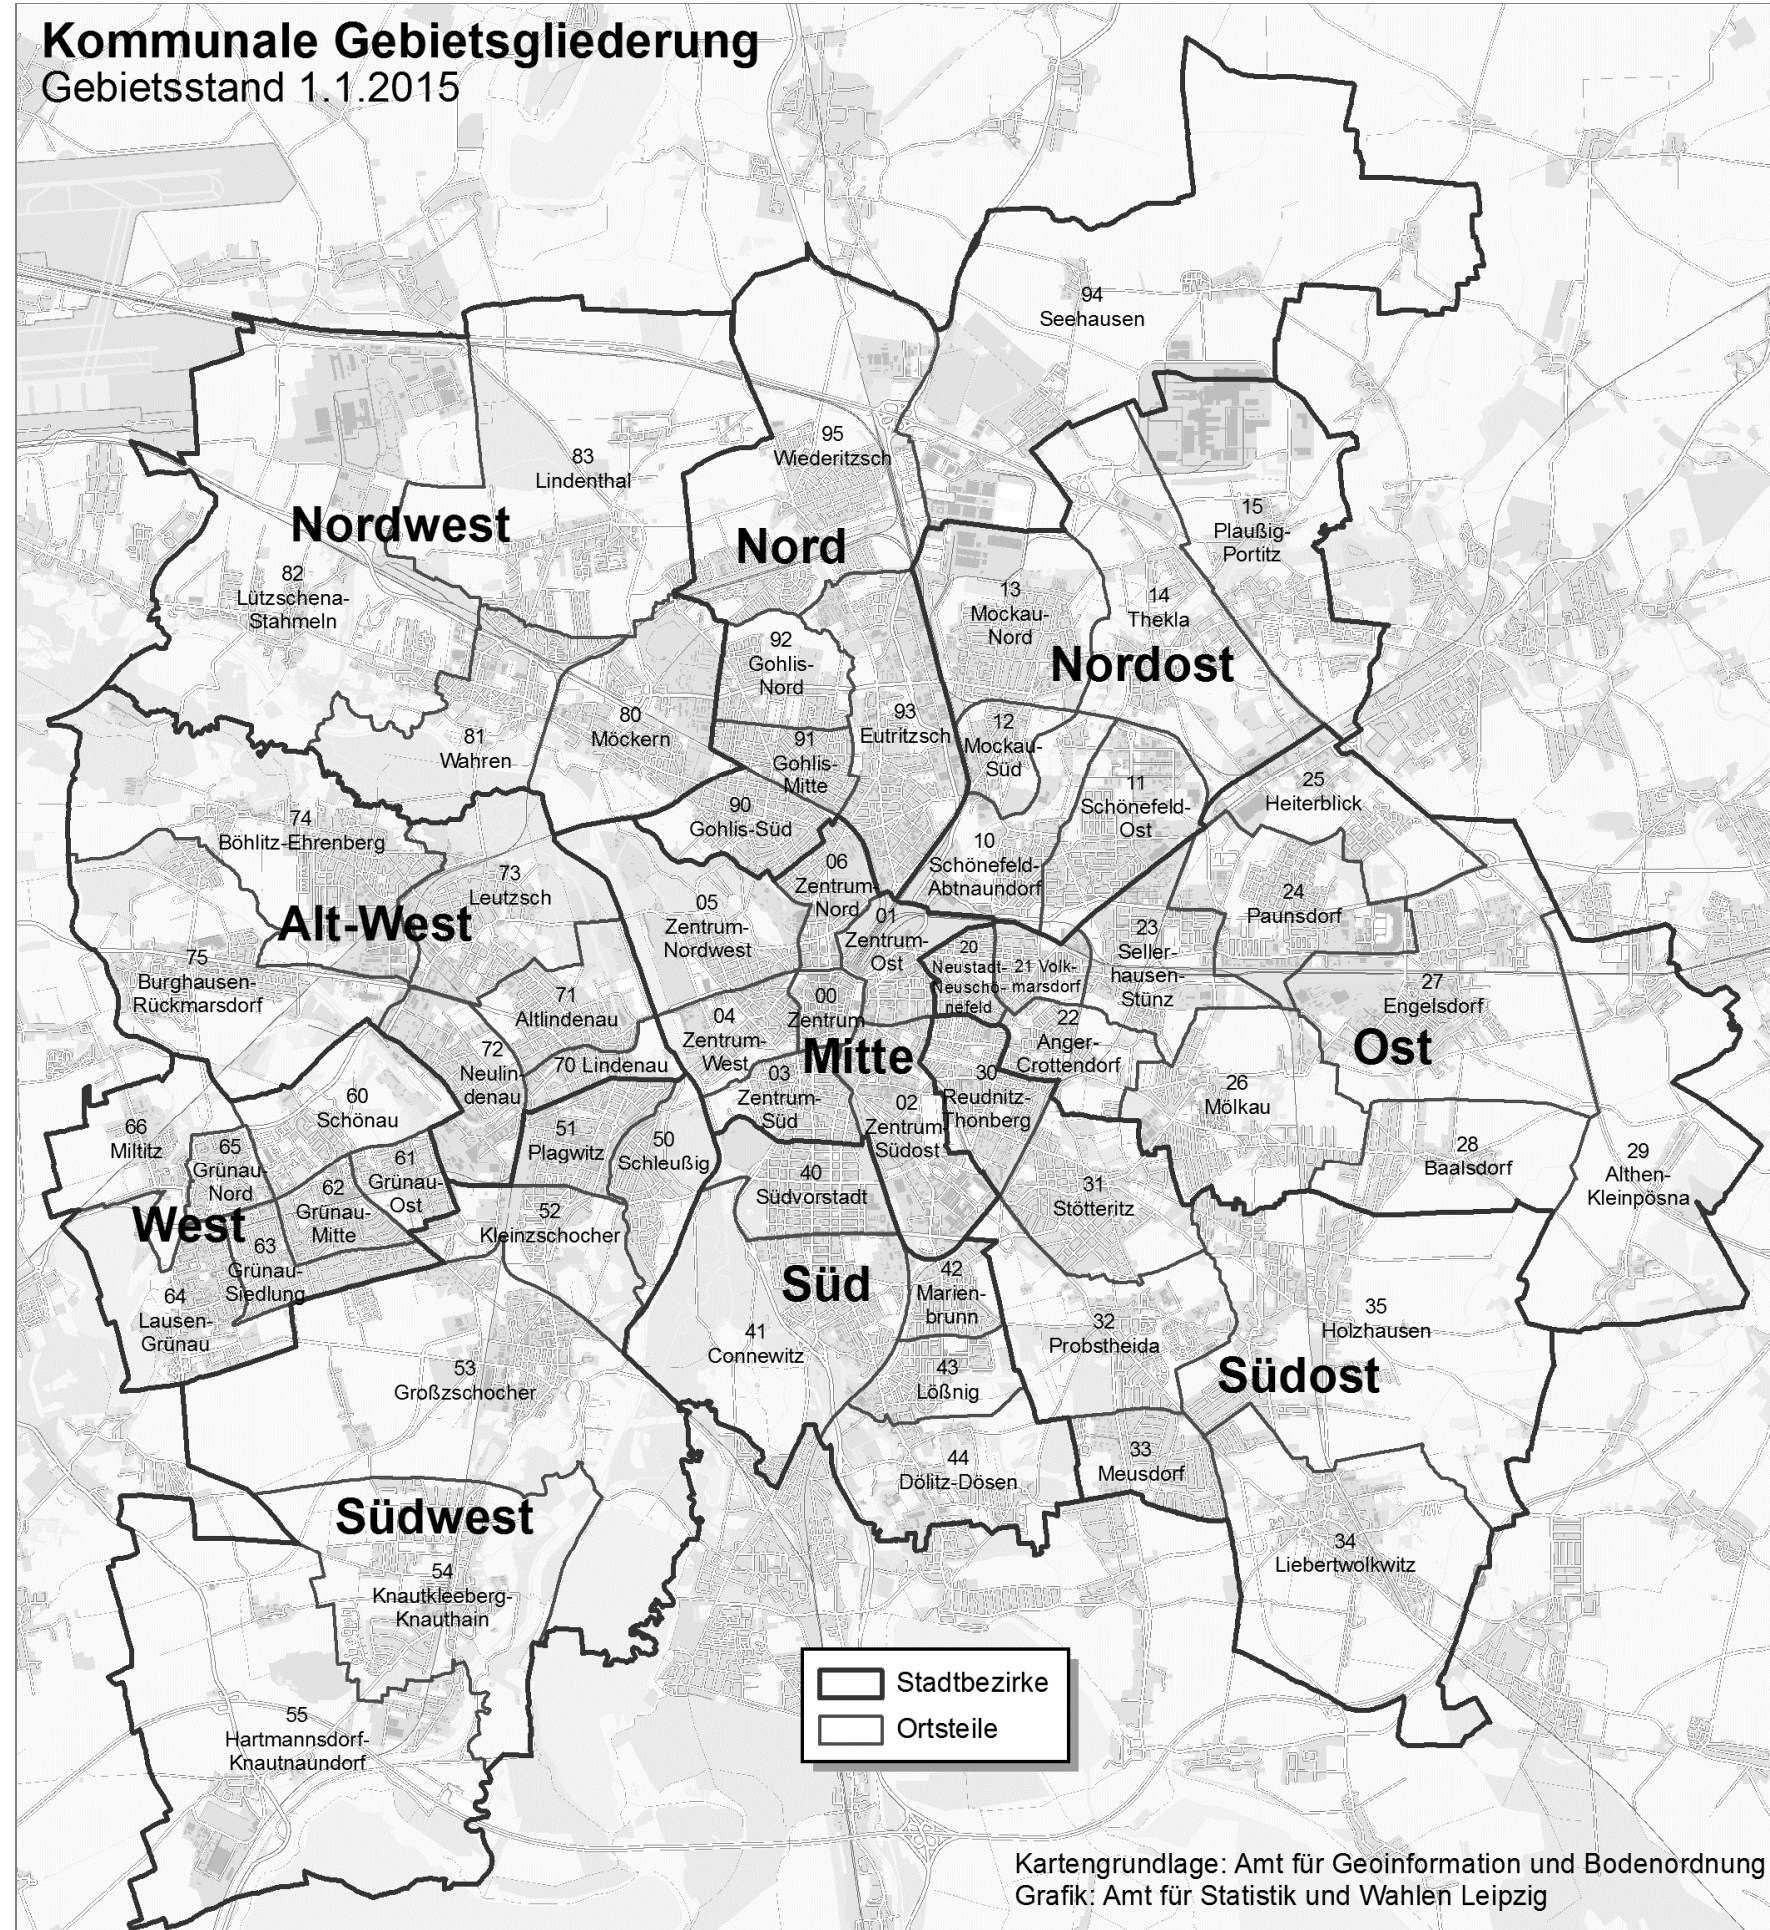 Kommunale Gebietsgliederung
Gebietsstand 1.1.2015
94
Seehausen
95
Wiederitzsch
83
Lindenthal
Nordwest
Nord
15
Plaußig-
Portitz
82
Lützschena-
Stahmeln
13
Mockau-
Nord
14
Thekla
Nordost
92
Gohlis-
Nord
93
Eutritzsch
80
Möckern
81
Wahren
91
Gohlis-
Mitte
12
Mockau-
Süd
11
Schönefeld-
Ost
25
Heiterblick
90
Gohlis-Süd
74
Böhlitz-Ehrenberg
10
Schönefeld-
Abtnaundorf
06
Zentrum-
Nord
73
Leutzsch
Alt-West
05
Zentrum-
Nordwest
01
Zentrum-
Ost
24
Paunsdorf
23
Seller-
hausen-
Stünz
20
Neustadt-
Neuschö-
nefeld
21 Volk-
marsdorf
75
Burghausen-
Rückmarsdorf
71
Altlindenau
00
Zentrum
27
Engelsdorf
04
Zentrum-
West
22
Anger-
Crottendorf
Ost
Mitte
72
Neulin-
denau
70 Lindenau
03
Zentrum-
Süd
02
Zentrum-
Südost
30
Reudnitz-
Thonberg
26
Mölkau
60
Schönau
66
Miltitz
65
Grünau-
Nord
51
Plagwitz
50
Schleußig
28
Baalsdorf
29
Althen-
Kleinpösna
61
Grünau-
Ost
62
Grünau-
Mitte
40
Südvorstadt
31
Stötteritz
West
52
Kleinzschocher
63
Grünau-
Siedlung
Süd
42
Marien-
brunn
64
Lausen-
Grünau
41
Connewitz
32
Probstheida
35
Holzhausen
Südost
53
Großzschocher
43
Lößnig
44
Dölitz-Dösen
33
Meusdorf
Südwest
34
Liebertwolkwitz
54
Knautkleeberg-
Knauthain
55
Hartmannsdorf-
Knautnaundorf
Stadtbezirke
Ortsteile
Kartengrundlage: Amt für Geoinformation und Bodenordnung
Grafik: Amt für Statistik und Wahlen Leipzig